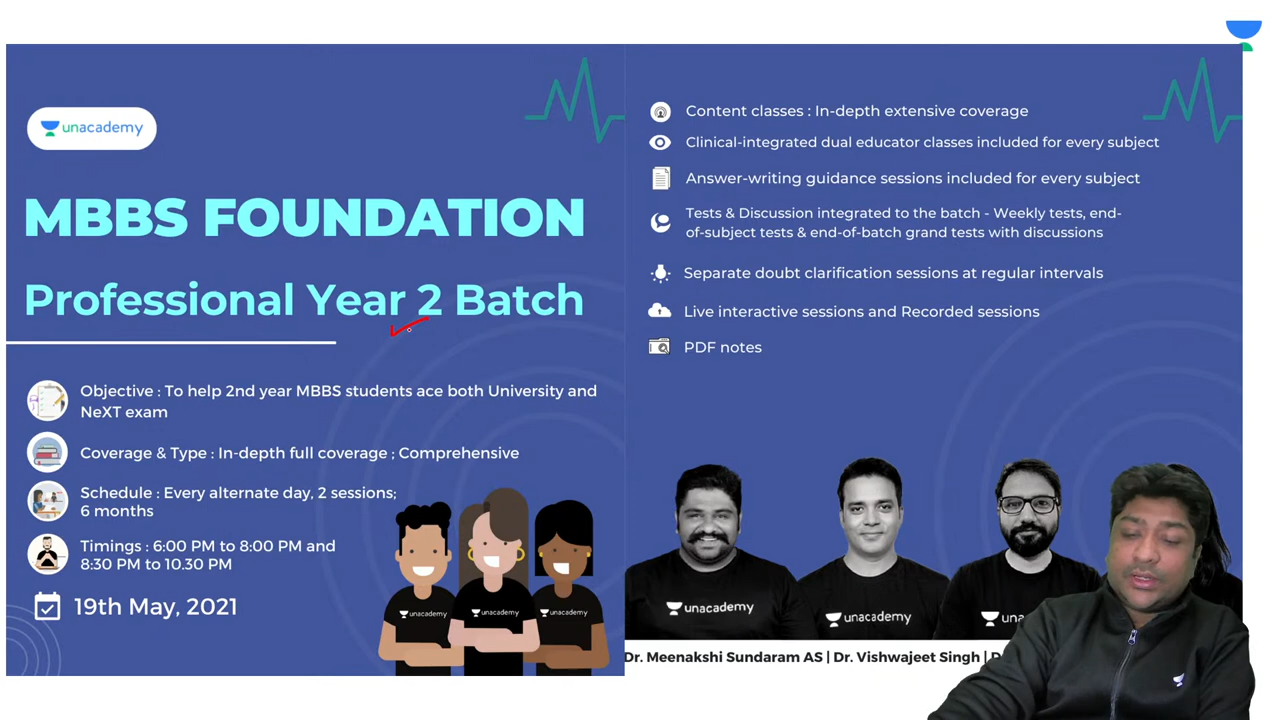 unacademy
MBBS FOUNDATION
Professional Year 2 Batch
Objective : To help 2nd year MBBS students ace both University and
NeXT exam
Coverage & Type : In-depth full coverage ; Comprehensive
Schedule : Every alternate day, 2 sessions;
6 months
Timings : 6:00 PM to 8:00 PM and
8:30 PM to 10.30 PM
19th May, 2021
unacademy
unacademy
unacademy
Content classes : In-depth extensive coverage
Clinical-integrated dual educator classes included for every subject
Answer-writing guidance sessions included for every subject
Tests & Discussion integrated to the batch - Weekly tests, end-
of-subject tests & end-of-batch grand tests with discussions
Separate doubt clarification sessions at regular intervals
Live interactive sessions and Recorded sessions
PDF notes
unacademy
unacademy
una
Dr. Meenakshi Sundaram AS | Dr. Vishwajeet Singh | D